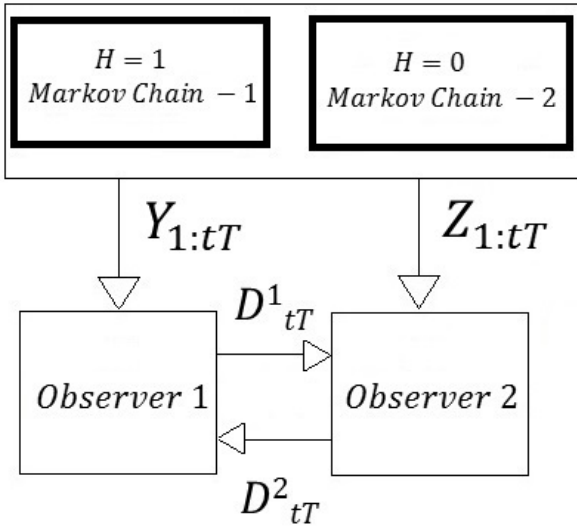 H = 1
Markov Chain − 1
H = 0
Markov Chain − 2
Y₁:tT
Z₁:tT
D¹tT
Observer 1
Observer 2
D²tT